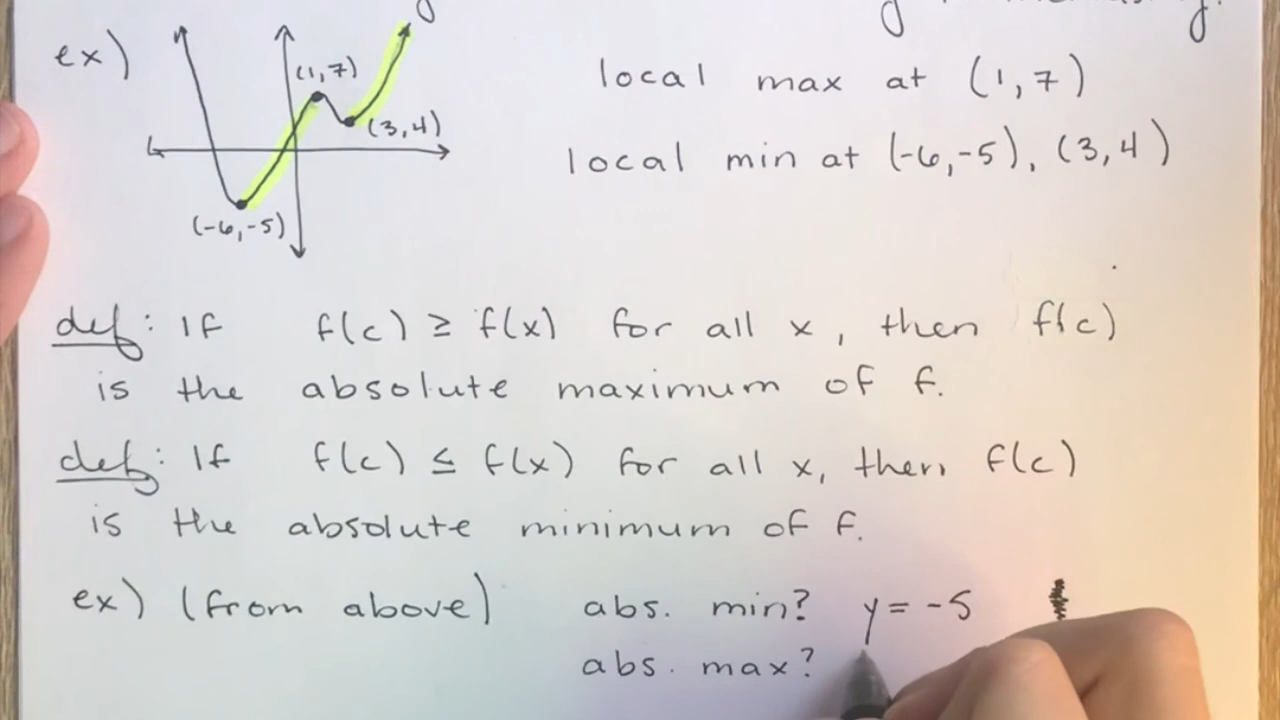 ex)
(1,7)
(3,4)
(-6,-5)
local max at (1,7)
local min at (-6,-5), (3,4)
def: If f(c) ≥ f(x) for all x, then f(c)
is the absolute maximum of f.
def: If f(c) ≤ f(x) for all x, then f(c)
is the absolute minimum of f.
ex) (from above) abs. min? y = -5
abs. max?